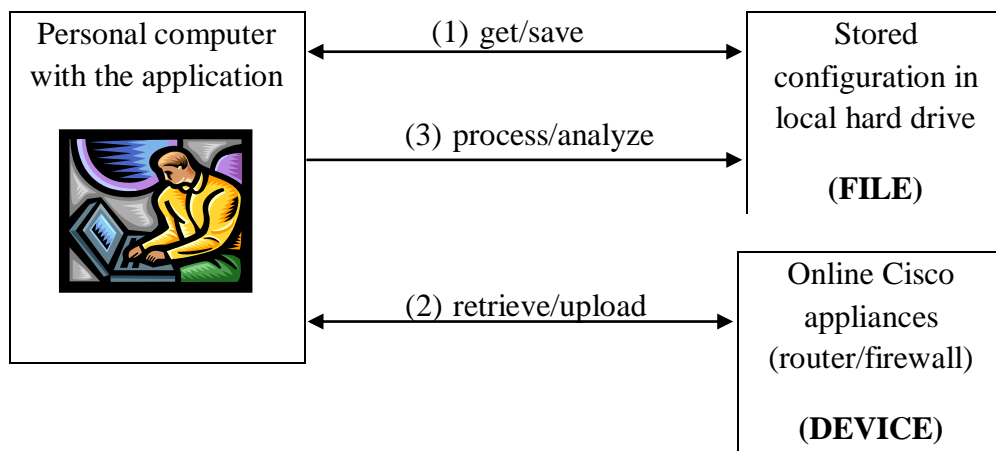 Personal computer
with the application
(1) get/save
(3) process/analyze
(2) retrieve/upload
Stored
configuration in
local hard drive
(FILE)
Online Cisco
appliances
(router/firewall)
(DEVICE)